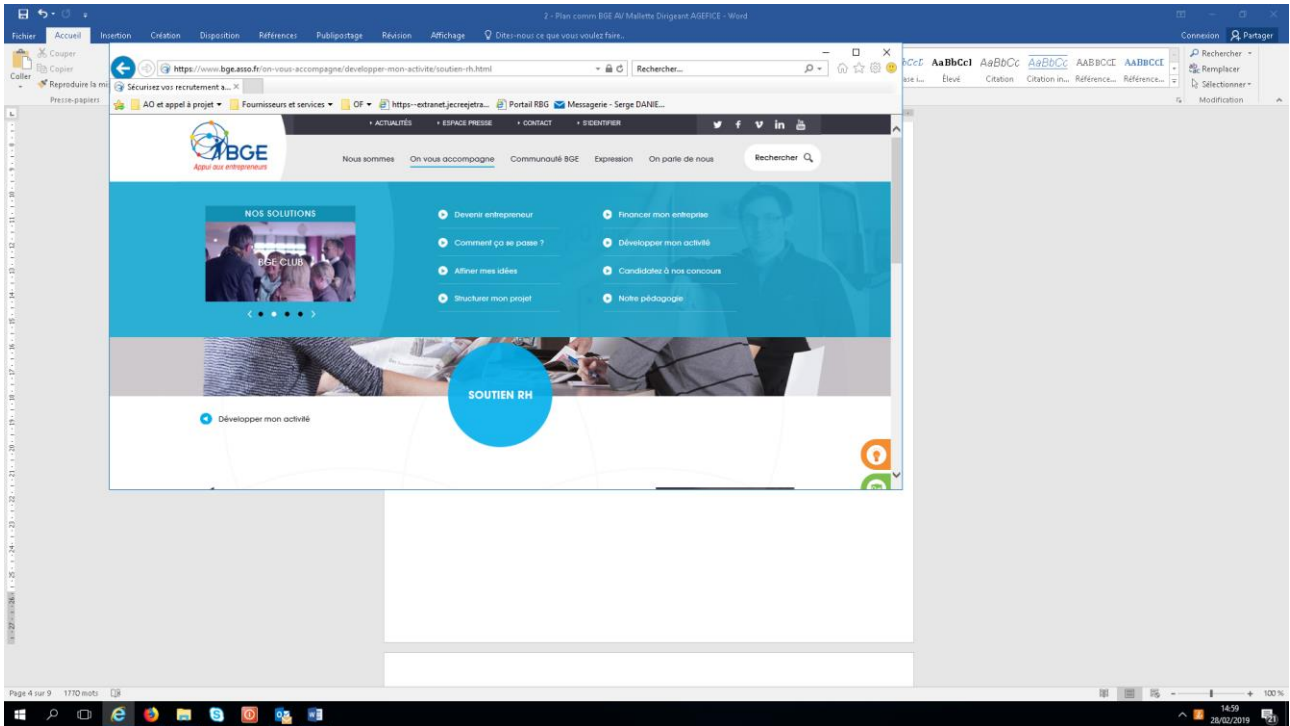 2 - Plan comm BGE AV Mallette Dirigeant AGEFICE - Word
Fichier Accueil Insertion Création Disposition Références Publipostage Révision Affichage Dites-nous ce que vous voulez faire.. Connexion Partager
Couper
Copier
Coller
Reproduire la mi
Presse-papiers
AaBbCcI AaBbCc AaBbCc AABBCCI AABBCCI
Élevé Citation Citation in... Référence... Référence...
Rechercher
Remplacer
Sélectionner
Modification
https://www.bge.asso.fr/on-vous-accompagne/developper-mon-activite/soutien-rh.html Rechercher...
Sécurisez vos recrutement a...
AO et appel à projet Fournisseurs et services OF https--extranet.jecreejetra... Portail RBG Messagerie - Serge DANIE...
ACTUALITÉS ESPACE PRESSE CONTACT S'IDENTIFIER
BGE
Appui aux entrepreneurs
Nous sommes On vous accompagne Communauté BGE Expression On parle de nous Rechercher
NOS SOLUTIONS
BGE CLUB
Devenir entrepreneur
Comment ça se passe ?
Affiner mes idées
Structurer mon projet
Financer mon entreprise
Développer mon activité
Candidatez à nos concours
Notre pédagogie
SOUTIEN RH
Développer mon activité
Page 4 sur 9 1770 mots 100 %
14:59
28/02/2019